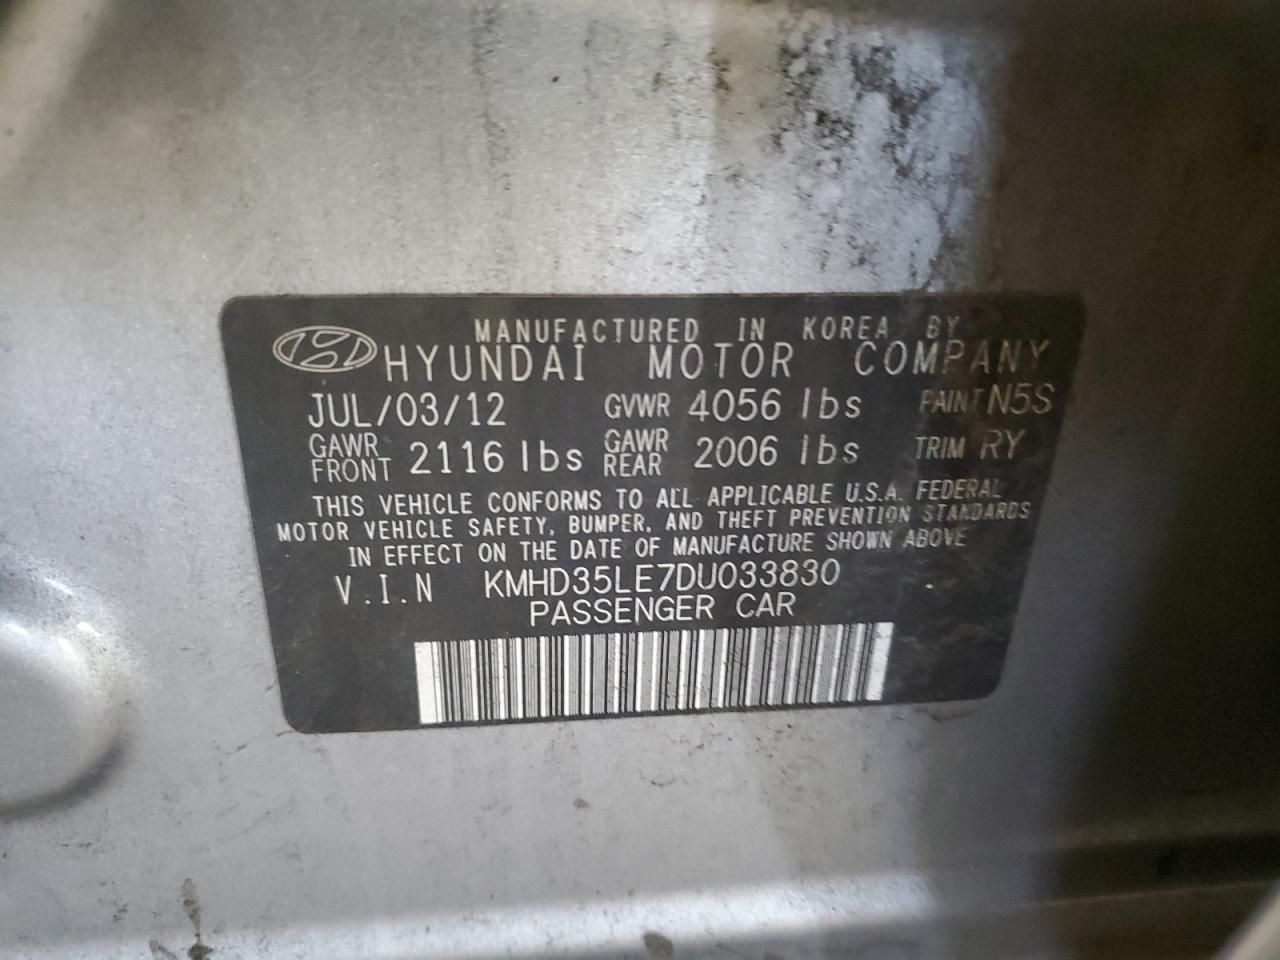 MANUFACTURED IN KOREA BY
HYUNDAI MOTOR COMPANY
JUL/03/12 GVWR 4056 lbs PAINT N5S
GAWR FRONT 2116 lbs GAWR REAR 2006 lbs TRIM RY
THIS VEHICLE CONFORMS TO ALL APPLICABLE U.S.A. FEDERAL
MOTOR VEHICLE SAFETY, BUMPER, AND THEFT PREVENTION STANDARDS
IN EFFECT ON THE DATE OF MANUFACTURE SHOWN ABOVE
V.I.N KMHD35LE7DU033830
PASSENGER CAR